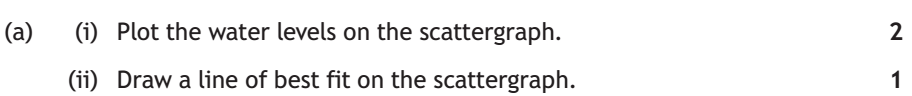 (a) (i) Plot the water levels on the scattergraph. 2
(ii) Draw a line of best fit on the scattergraph. 1